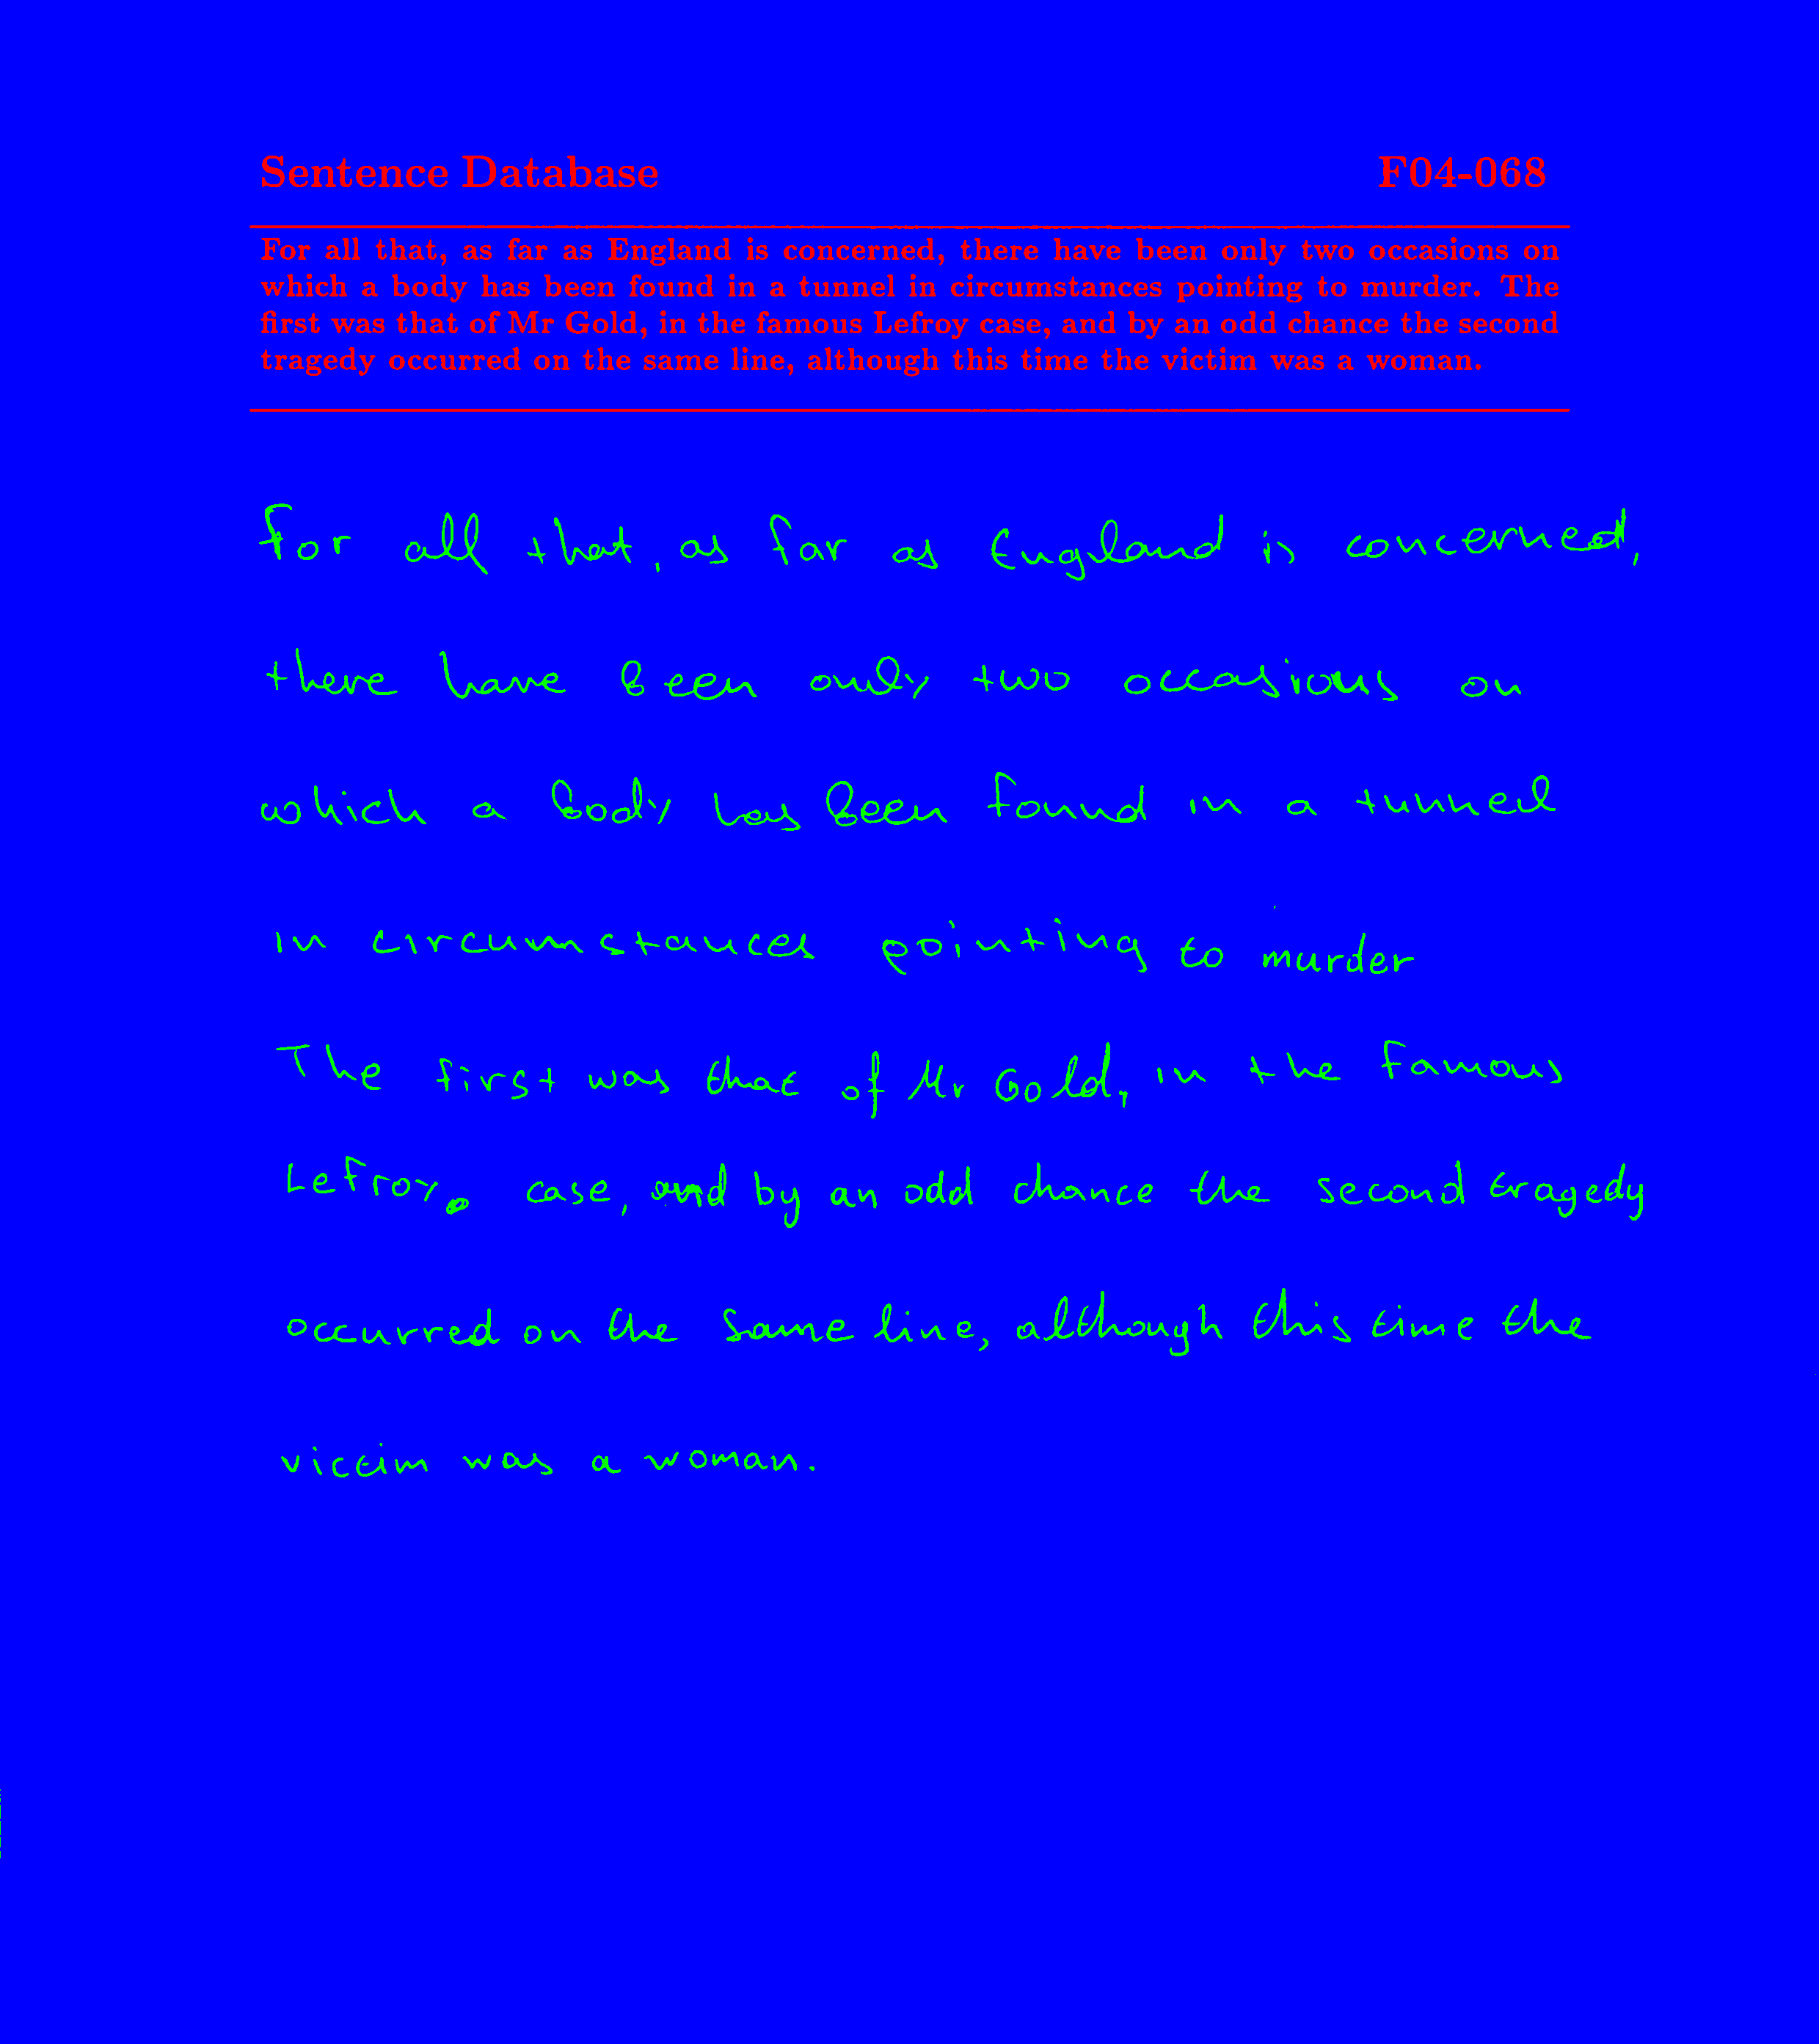 Sentence Database F04-068
For all that, as far as England is concerned, there have been only two occasions on
which a body has been found in a tunnel in circumstances pointing to murder. The
first was that of Mr Gold, in the famous Lefroy case, and by an odd chance the second
tragedy occurred on the same line, although this time the victim was a woman.
For all that, as far as England is concerned,
there have been only two occasions on
which a body has been found in a tunnel
in circumstances pointing to murder
The first was that of Mr Gold, in the famous
Lefroy. case, and by an odd chance the second tragedy
occurred on the same line, although this time the
victim was a woman.